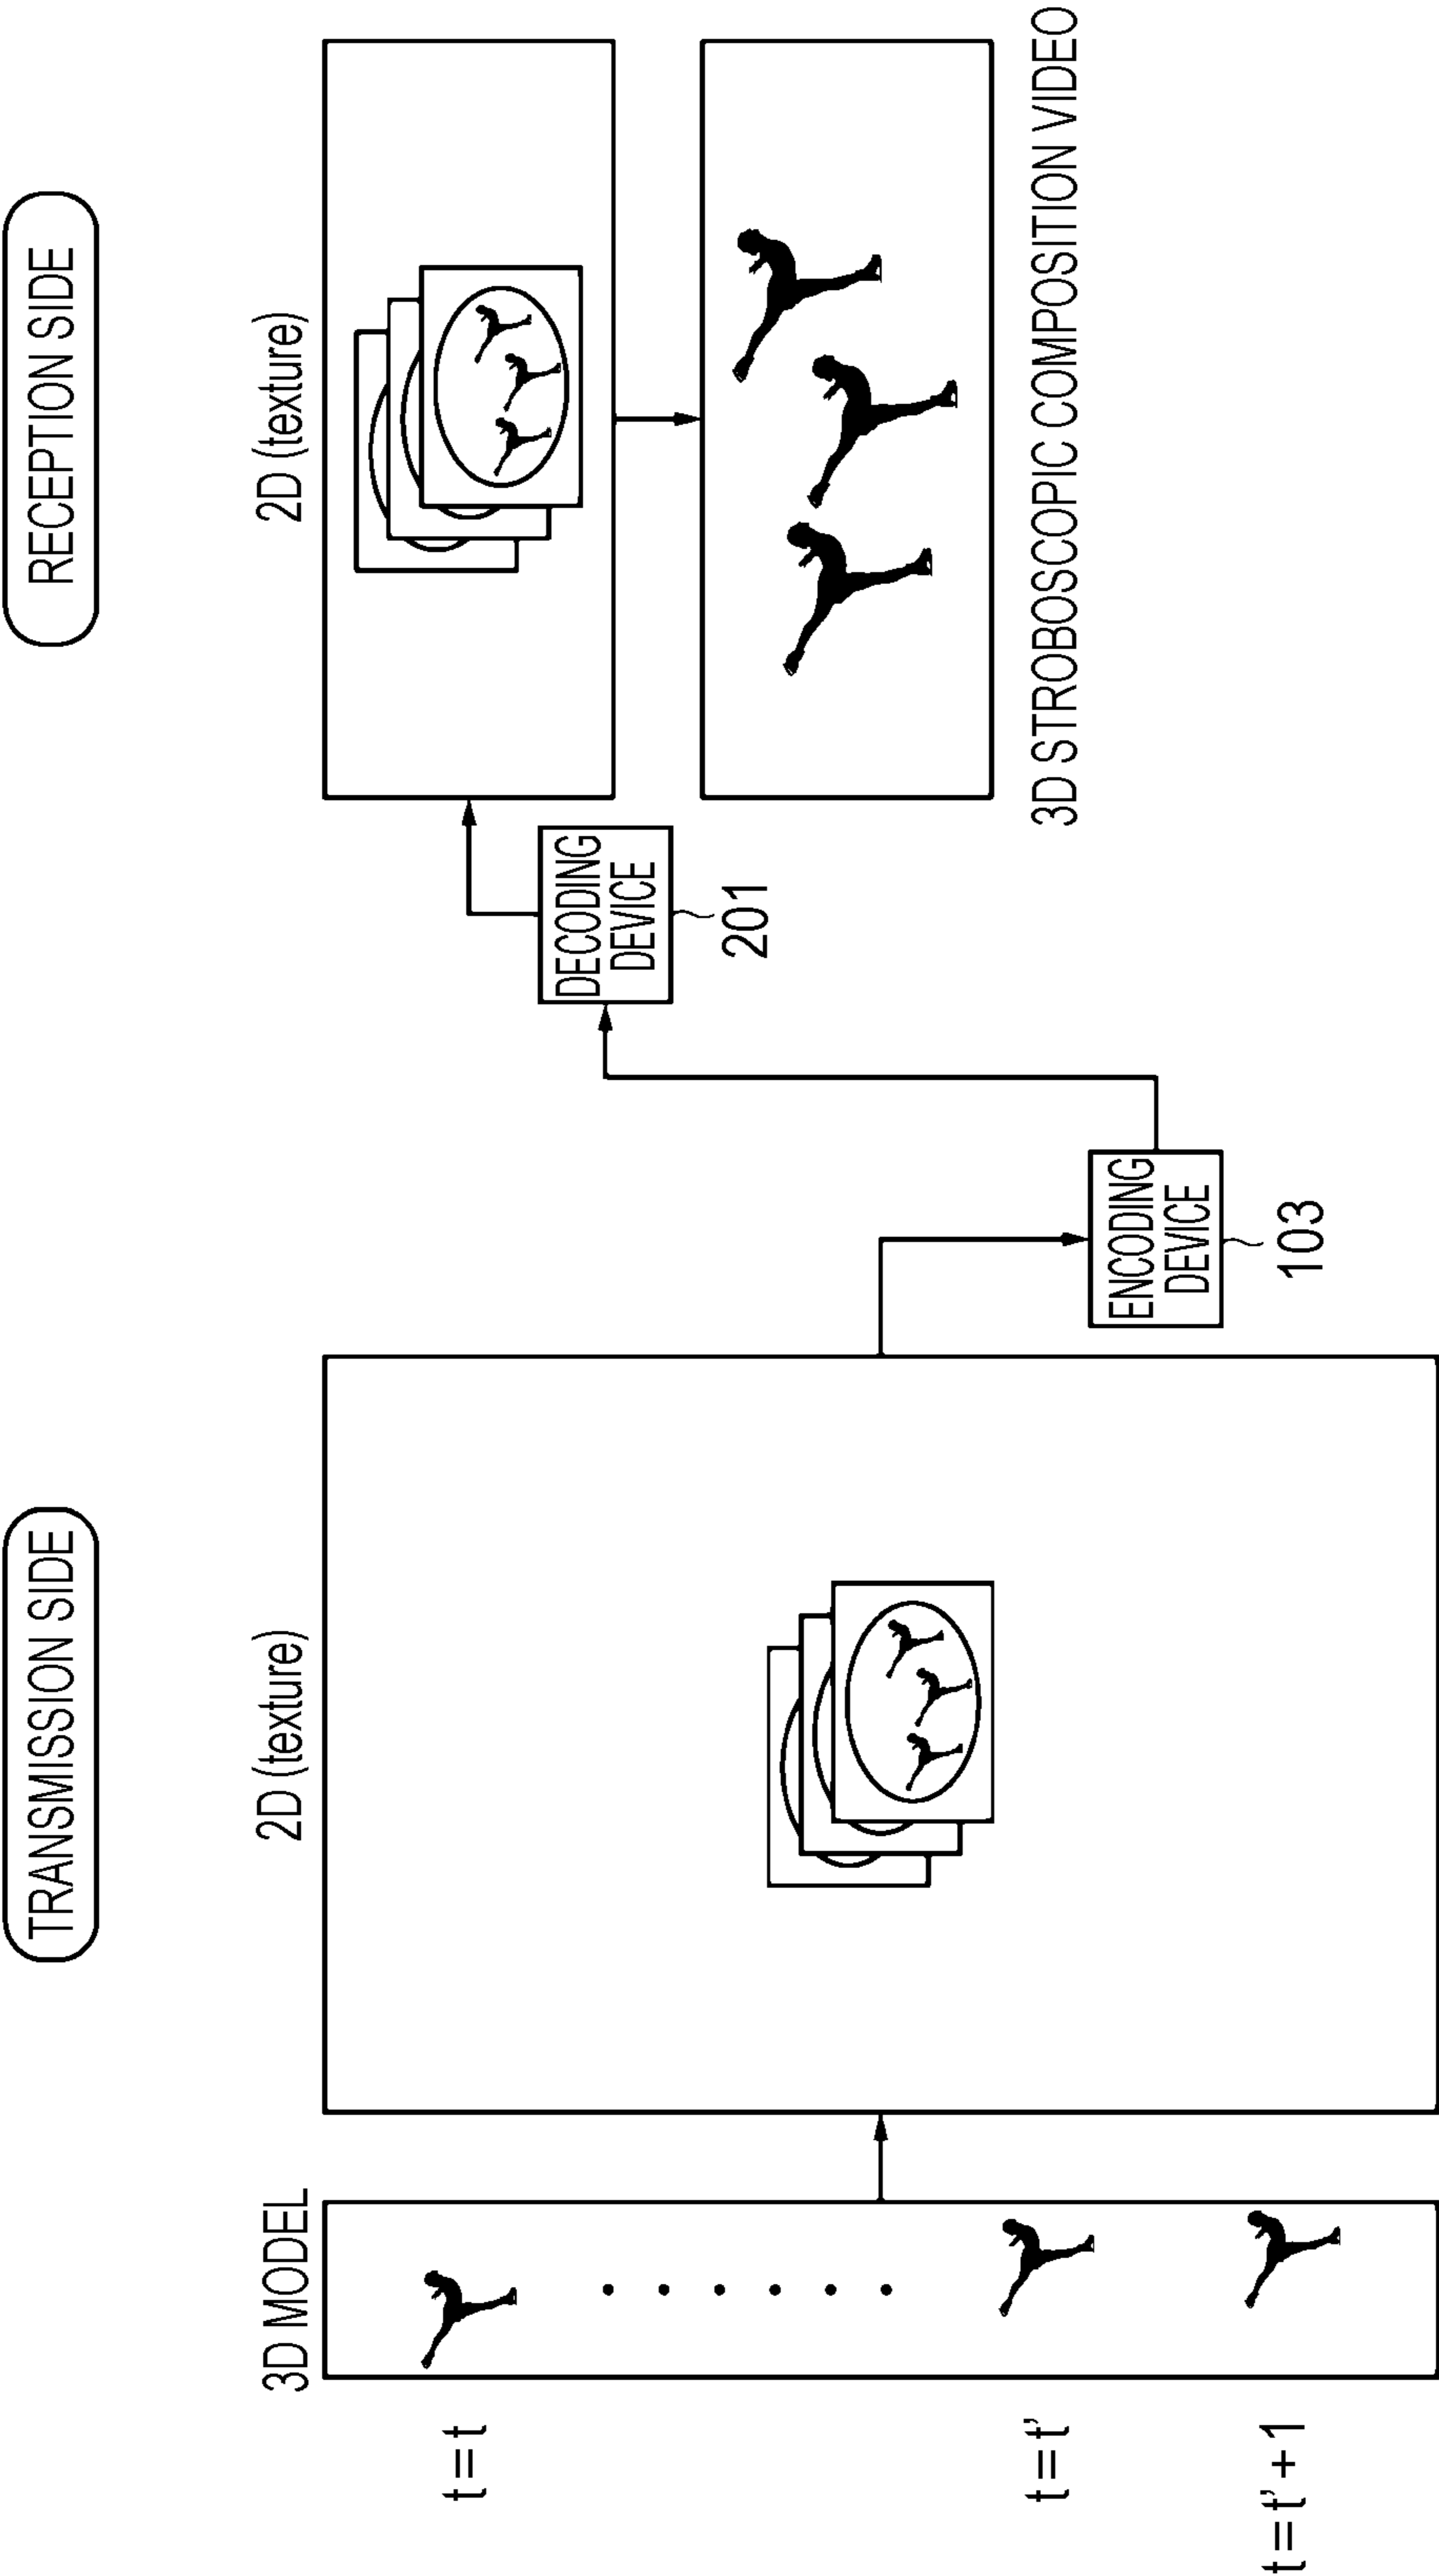 TRANSMISSION SIDE
RECEPTION SIDE
3D MODEL
2D (texture)
2D (texture)
t = t
t = t'
t = t' + 1
ENCODING
DEVICE
103
DECODING
DEVICE
201
3D STROBOSCOPIC COMPOSITION VIDEO